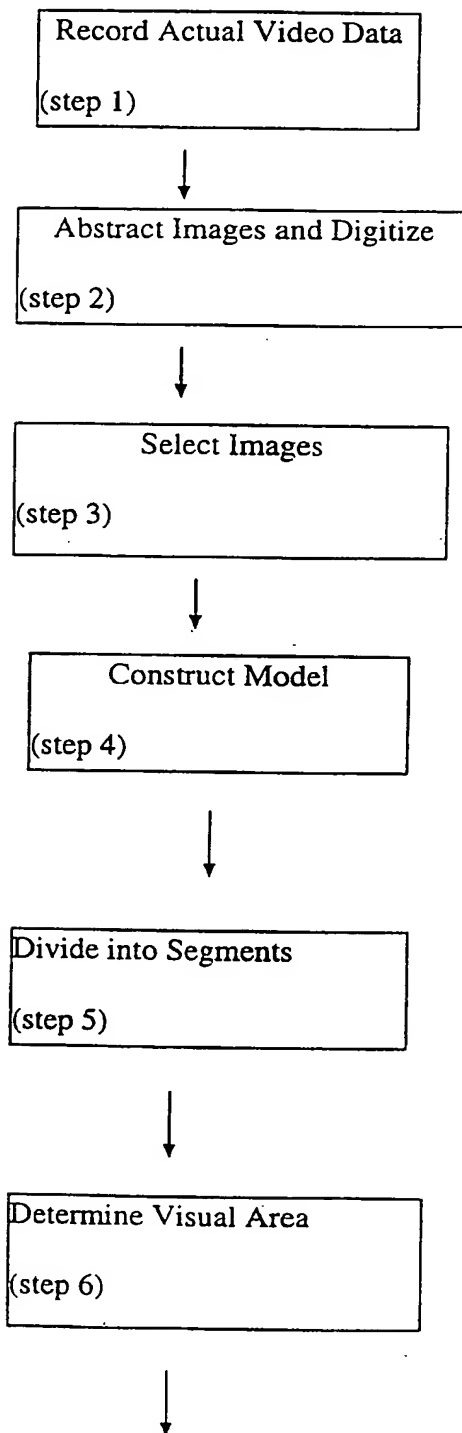 Record Actual Video Data
(step 1)
Abstract Images and Digitize
(step 2)
Select Images
(step 3)
Construct Model
(step 4)
Divide into Segments
(step 5)
Determine Visual Area
(step 6)